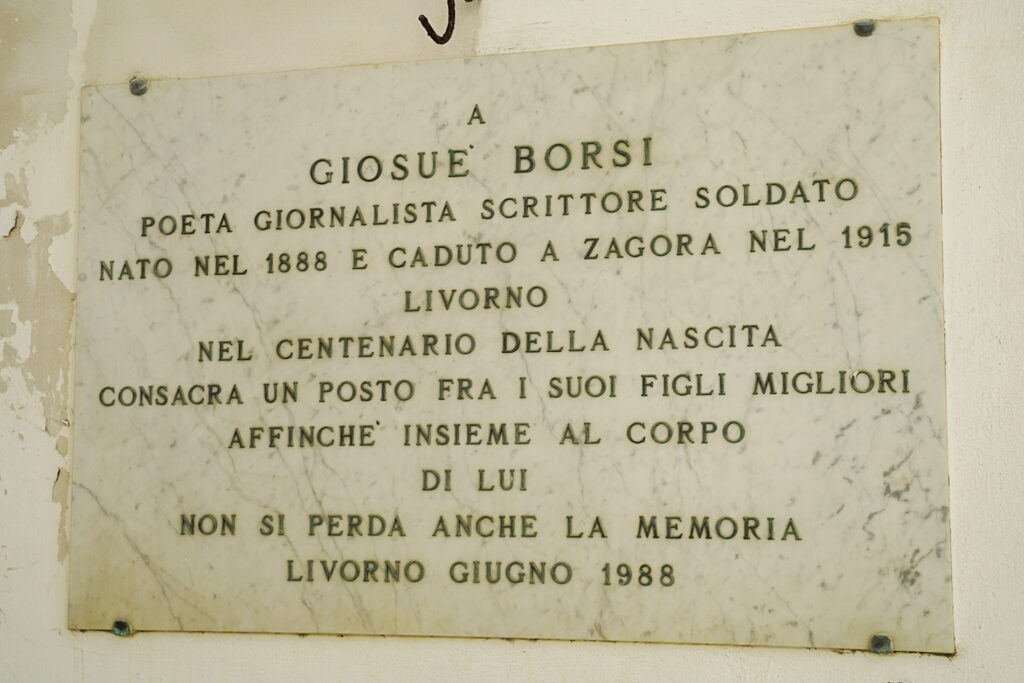 A
GIOSUE' BORSI
POETA GIORNALISTA SCRITTORE SOLDATO
NATO NEL 1888 E CADUTO A ZAGORA NEL 1915
LIVORNO
NEL CENTENARIO DELLA NASCITA
CONSACRA UN POSTO FRA I SUOI FIGLI MIGLIORI
AFFINCHE' INSIEME AL CORPO
DI LUI
NON SI PERDA ANCHE LA MEMORIA
LIVORNO GIUGNO 1988